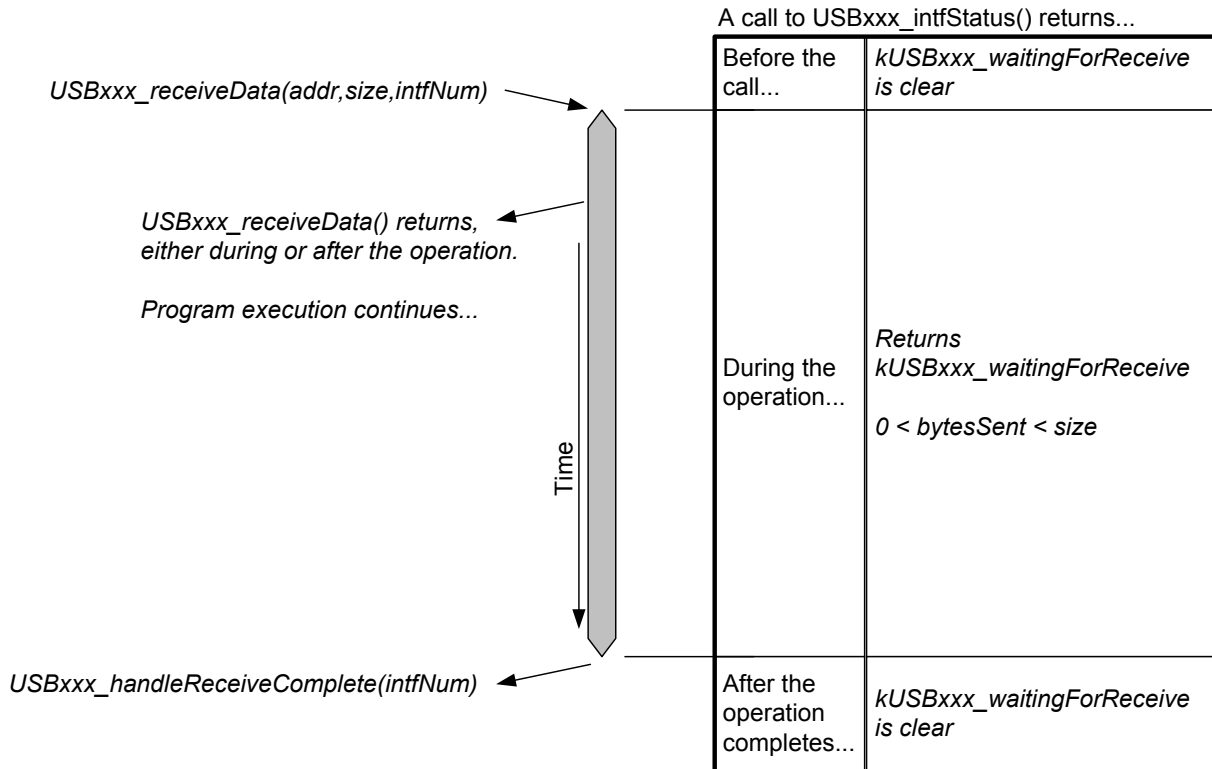 A call to USBxxx_intfStatus() returns...
USBxxx_receiveData(addr,size,intfNum)
Before the
call...
kUSBxxx_waitingForReceive
is clear
USBxxx_receiveData() returns,
either during or after the operation.
Program execution continues...
Time
During the
operation...
Returns
kUSBxxx_waitingForReceive
0 < bytesSent < size
USBxxx_handleReceiveComplete(intfNum)
After the
operation
completes...
kUSBxxx_waitingForReceive
is clear